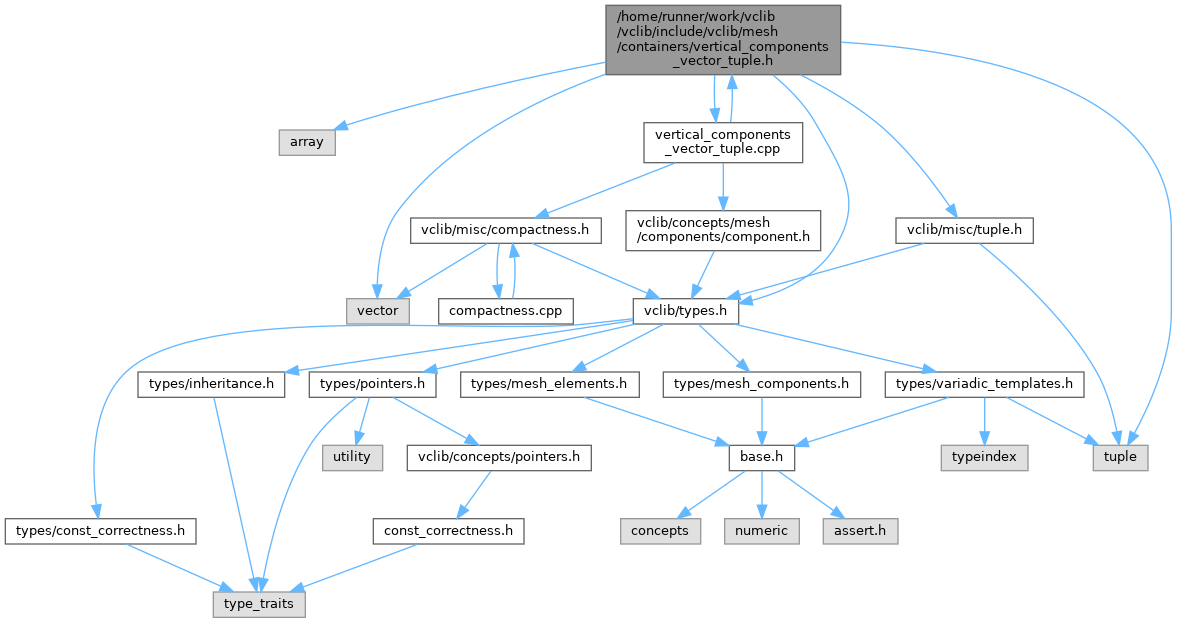 /home/runner/work/vclib
/vclib/include/vclib/mesh
/containers/vertical_components
_vector_tuple.h
array
vertical_components
_vector_tuple.cpp
vclib/misc/compactness.h
vclib/concepts/mesh
/components/component.h
vclib/misc/tuple.h
vector
compactness.cpp
vclib/types.h
types/inheritance.h
types/pointers.h
types/mesh_elements.h
types/mesh_components.h
types/variadic_templates.h
utility
vclib/concepts/pointers.h
base.h
typeindex
tuple
types/const_correctness.h
const_correctness.h
concepts
numeric
assert.h
type_traits